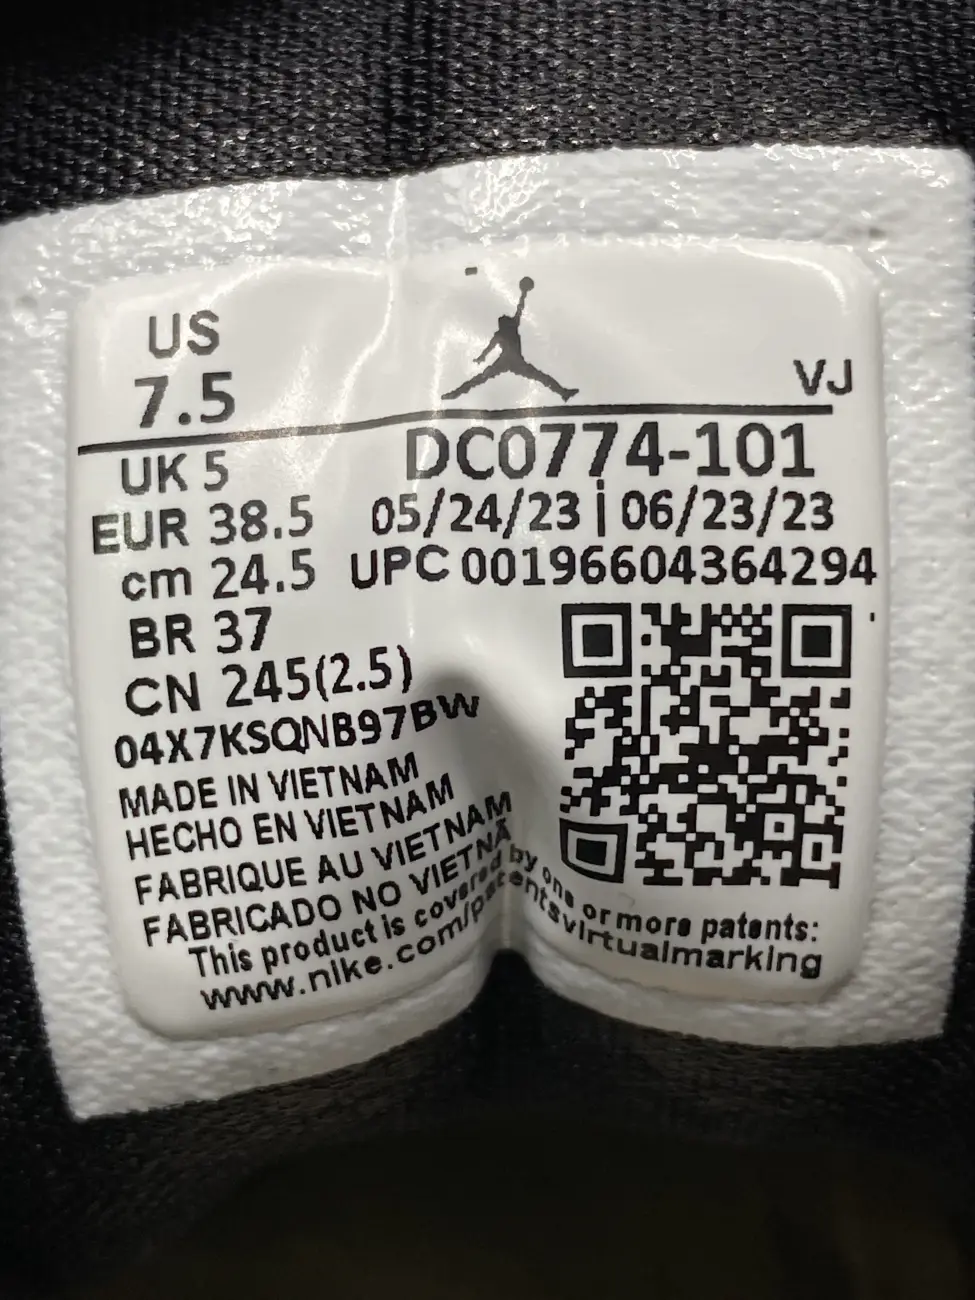 US
7.5
VJ
UK 5
DC0774-101
EUR 38.5
05/24/23 | 06/23/23
cm 24.5
UPC 00196604364294
BR 37
CN 245(2.5)
04X7KSQNB97BW
MADE IN VIETNAM
HECHO EN VIETNAM
FABRIQUE AU VIETNAM
FABRICADO NO VIETNÃ
This product is covered by one or more patents:
www.nike.com/patentsvirtualmarking